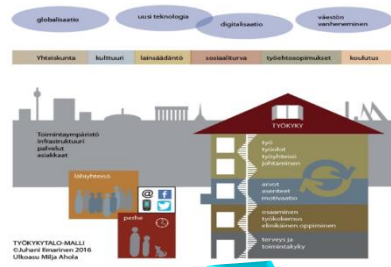 globalisaatio
uusi teknologia
digitalisaatio
väestön
vanheneminen
Yhteiskunta kulttuuri lainsäädäntö sosiaaliturva työehtosopimukset koulutus
TYÖKYKY
Toimintaympäristö
infrastruktuuri
palvelut
asiakkaat
työ
työolot
työyhteisö
johtaminen
lähiyhteisö
@
f
arvot
asenteet
motivaatio
perhe
osaaminen
työkokemus
elinikäinen oppiminen
terveys ja
toimintakyky
TYÖKYKYTALO-MALLI
©Juhani Ilmarinen 2016
Ulkoasu Milja Ahola